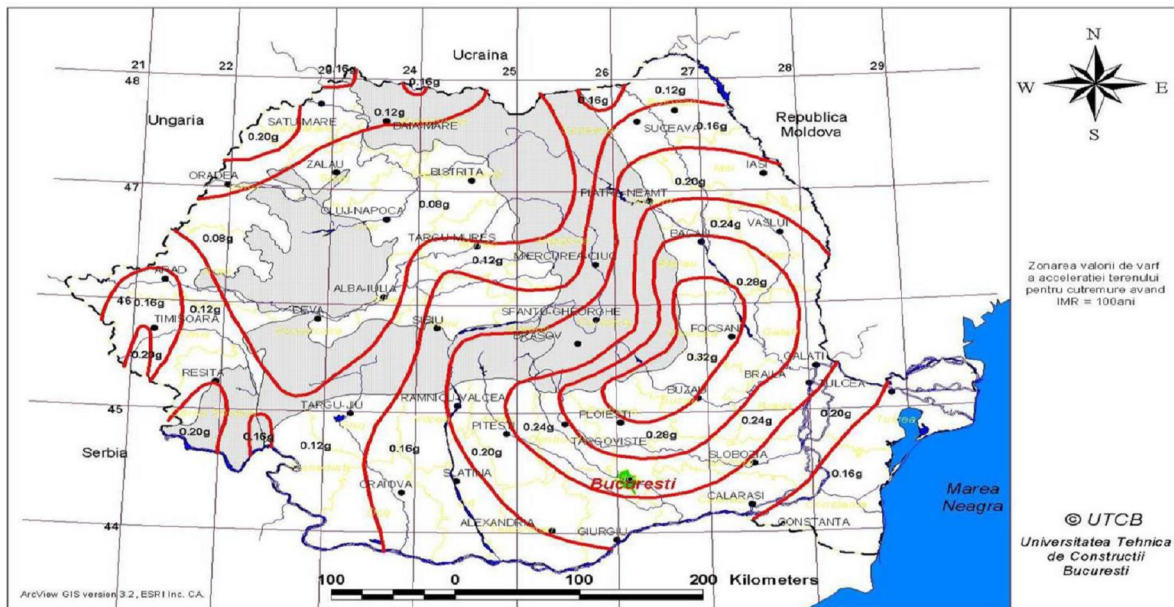 Ucraina
21
22
23
24
25
26
27
28
29
48
0.16g
0.16g
0.16g
0.12g
0.12g
Ungaria
SATU-MARE
BAIA-MARE
SUCEAVA
0.16g
Republica
Moldova
0.20g
ORADEA
ZALAU
BISTRITA
IASI
47
PIATRA-NEAMT
0.20g
CLUJ-NAPOCA
0.08g
0.24g
VASLUI
0.08g
TARGU-MURES
BACAU
MIERCUREA-CIUC
ARAD
0.12g
0.28g
ALBA-IULIA
46
0.16g
0.12g
DEVA
SFANTU-GHEORGHE
TIMISOARA
SIBIU
BRASOV
FOCSANI
0.20g
0.32g
GALATI
RESITA
BRAILA
TULCEA
BUZAU
45
TARGU-JIU
RAMNICU-VALCEA
PLOIESTI
0.20g
PITESTI
0.24g
0.24g
0.20g
0.16g
TARGOVISTE
0.28g
Serbia
0.12g
0.16g
0.20g
SLOBOZIA
0.16g
SLATINA
Bucuresti
CRAIOVA
CALARASI
44
ALEXANDRIA
GIURGIU
CONSTANTA
Marea
Neagra
100
0
100
200
Kilometers
ArcView GIS version 3.2, ESRI Inc. CA.
N
W
E
S
Zonarea valorii de varf
a acceleratiei terenului
pentru cutremure avand
IMR = 100ani
© UTCB
Universitatea Tehnica
de Constructii
Bucuresti